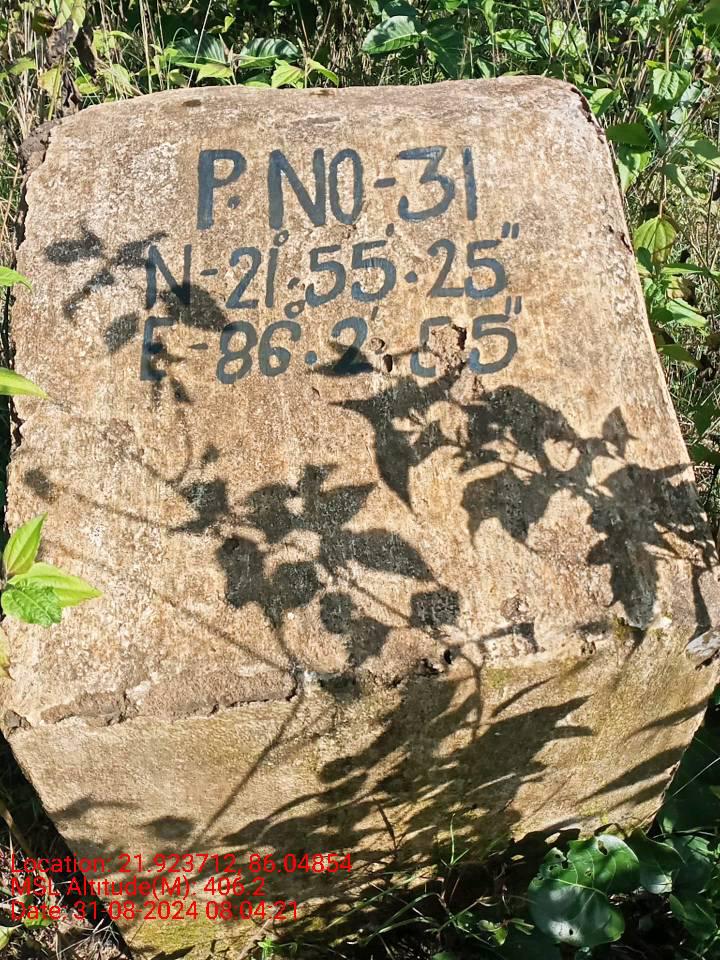 P.NO-31
N-21°.55'.25"
E-86°.2'.55"
Location: 21.923712, 86.04854
MSL Altitude(M): 406.2
Date: 31-08-2024 08:04:21